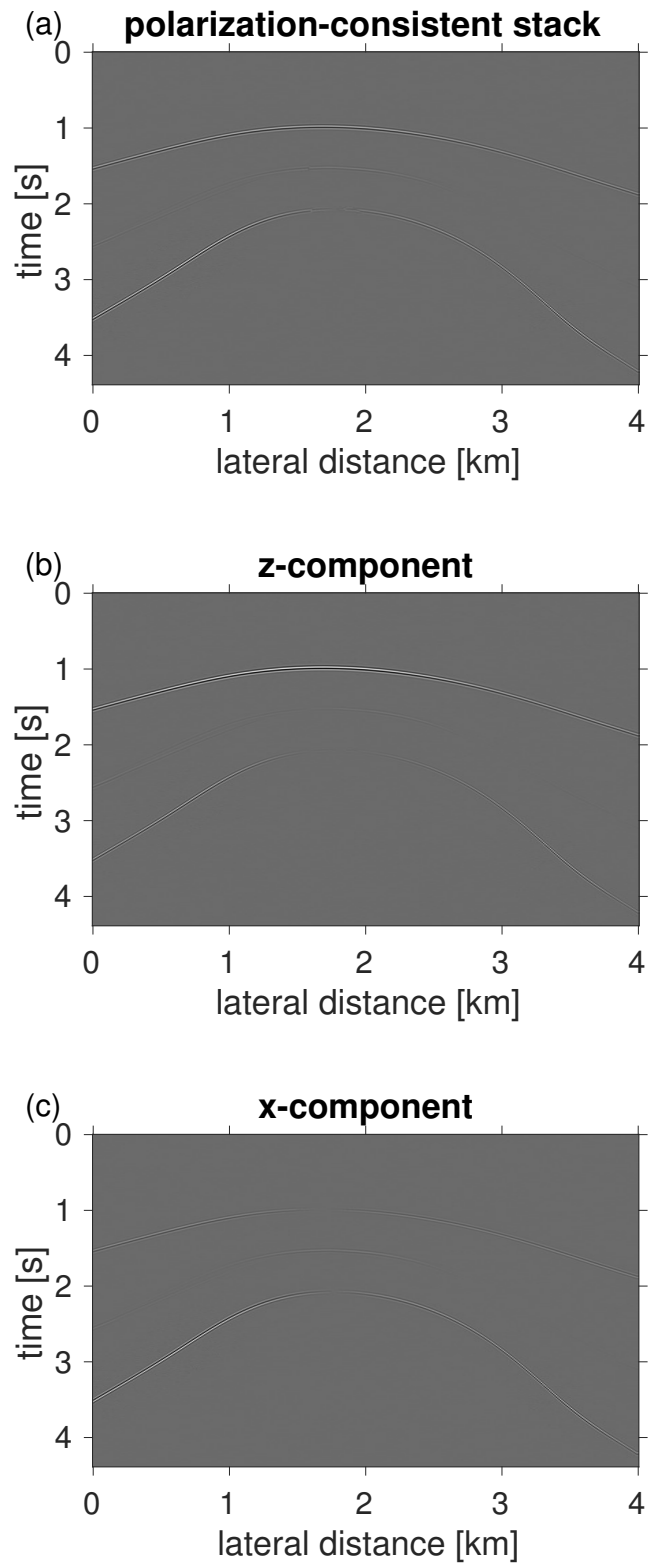 (a) polarization-consistent stack
0
1
2
3
4
time [s]
0 1 2 3 4
lateral distance [km]
(b) z-component
0
1
2
3
4
time [s]
0 1 2 3 4
lateral distance [km]
(c) x-component
0
1
2
3
4
time [s]
0 1 2 3 4
lateral distance [km]